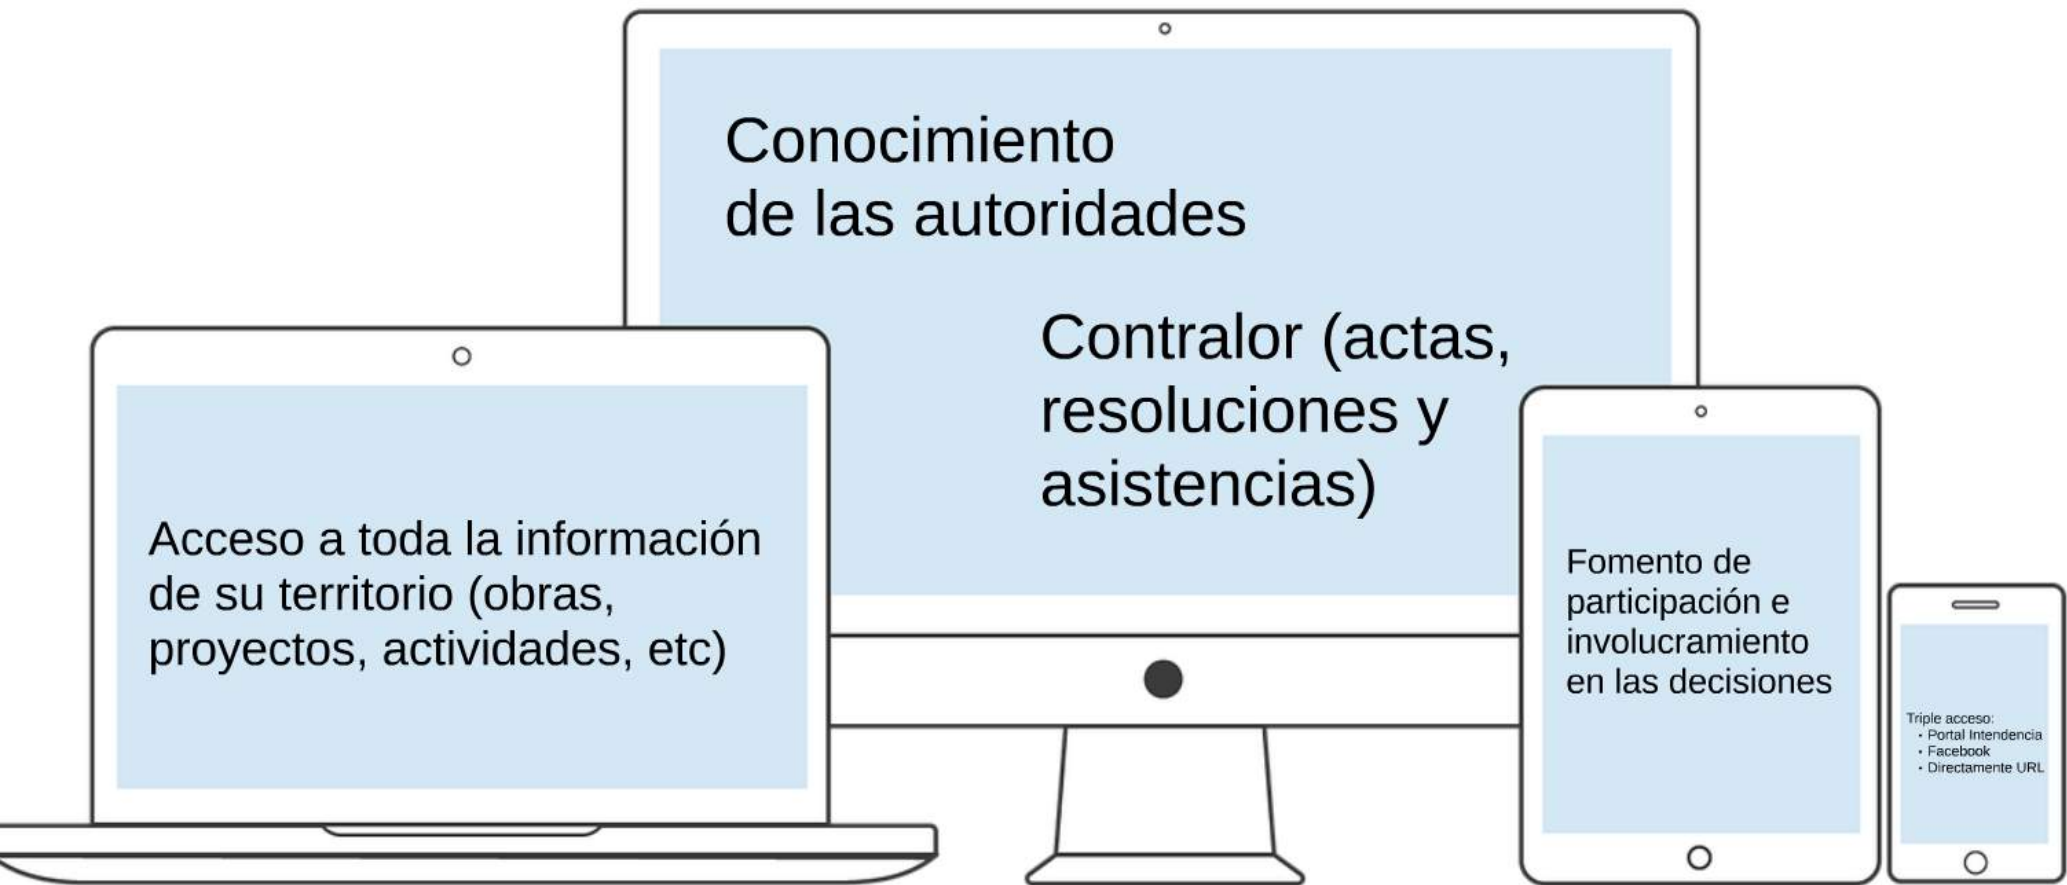 Conocimiento
de las autoridades
Contralor (actas,
resoluciones y
asistencias)
Acceso a toda la información
de su territorio (obras,
proyectos, actividades, etc)
Fomento de
participación e
involucramiento
en las decisiones
Triple acceso:
• Portal Intendencia
• Facebook
• Directamente URL